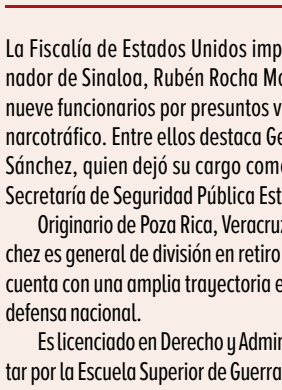 La Fiscalía de Estados Unidos imp
nador de Sinaloa, Rubén Rocha Mo
nueve funcionarios por presuntos v
narcotráfico. Entre ellos destaca Ge
Sánchez, quien dejó su cargo como
Secretaría de Seguridad Pública Est
Originario de Poza Rica, Veracruz
chez es general de división en retiro
cuenta con una amplia trayectoria e
defensa nacional.
Es licenciado en Derecho y Admin
tar por la Escuela Superior de Guerra